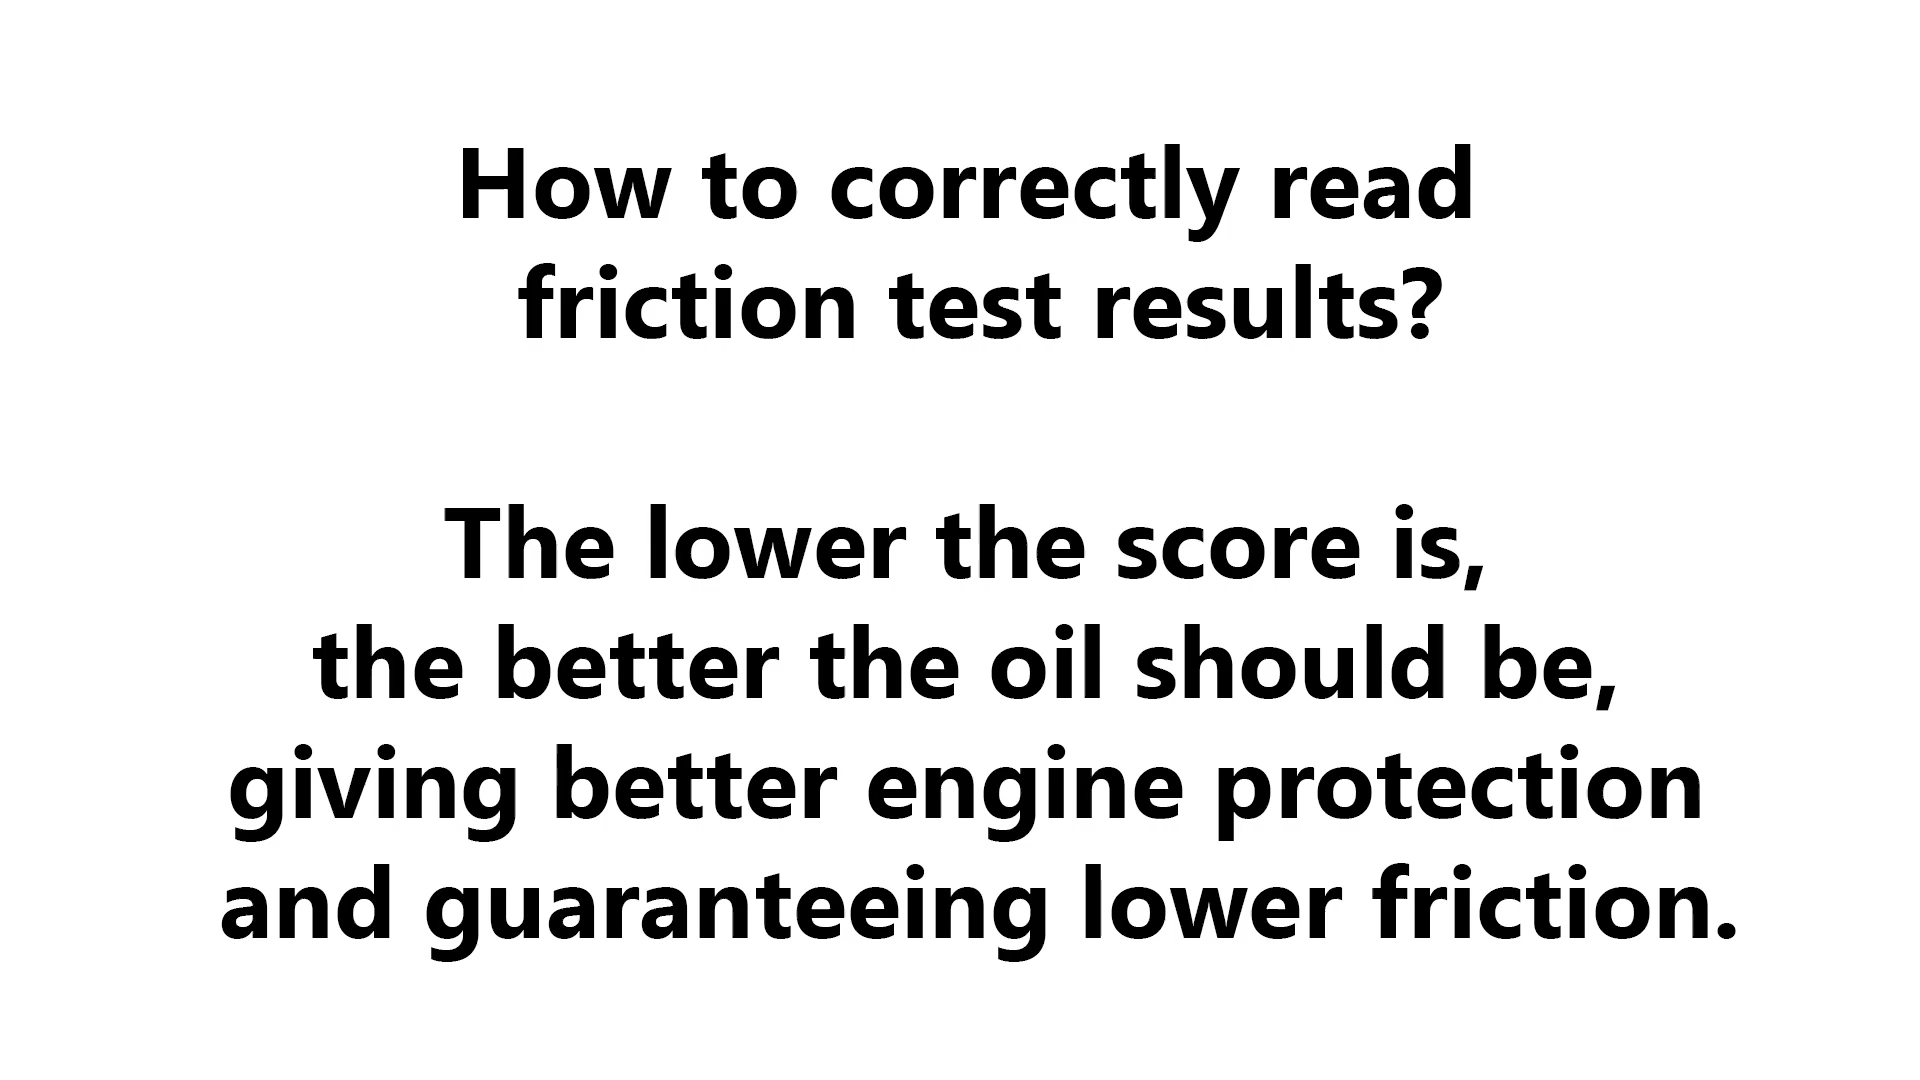 How to correctly read
friction test results?
The lower the score is,
the better the oil should be,
giving better engine protection
and guaranteeing lower friction.